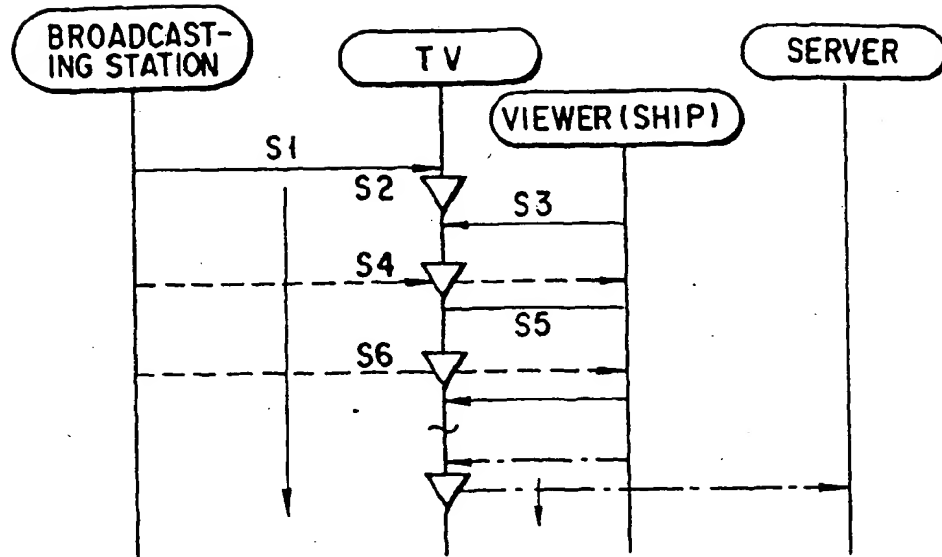 BROADCAST-
ING STATION
TV
SERVER
VIEWER (SHIP)
S1
S2
S3
S4
S5
S6